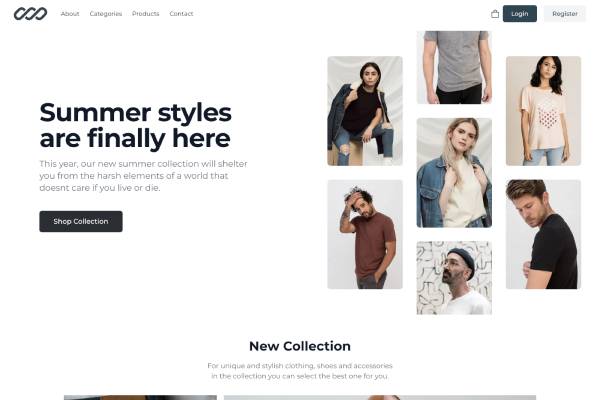 About Categories Products Contact Login Register
Summer styles
are finally here
This year, our new summer collection will shelter
you from the harsh elements of a world that
doesnt care if you live or die.
Shop Collection
New Collection
For unique and stylish clothing, shoes and accessories
in the collection you can select the best one for you.